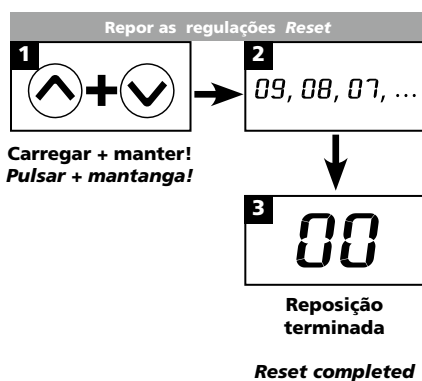 Repor as regulações Reset
1
+
2
09, 08, 07, ...
Carregar + manter!
Pulsar + mantanga!
3
00
Reposição
terminada
Reset completed